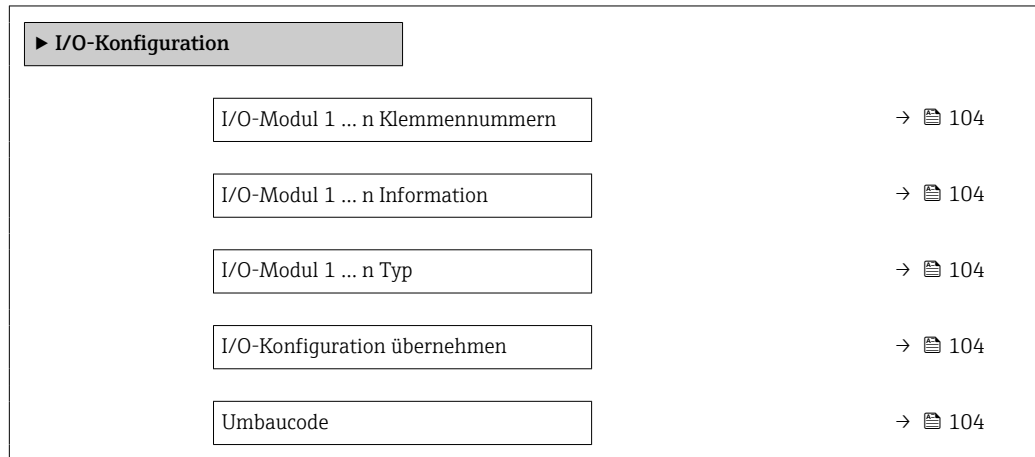 ► I/O-Konfiguration
I/O-Modul 1 … n Klemmennummern → 104
I/O-Modul 1 … n Information → 104
I/O-Modul 1 … n Typ → 104
I/O-Konfiguration übernehmen → 104
Umbaucode → 104